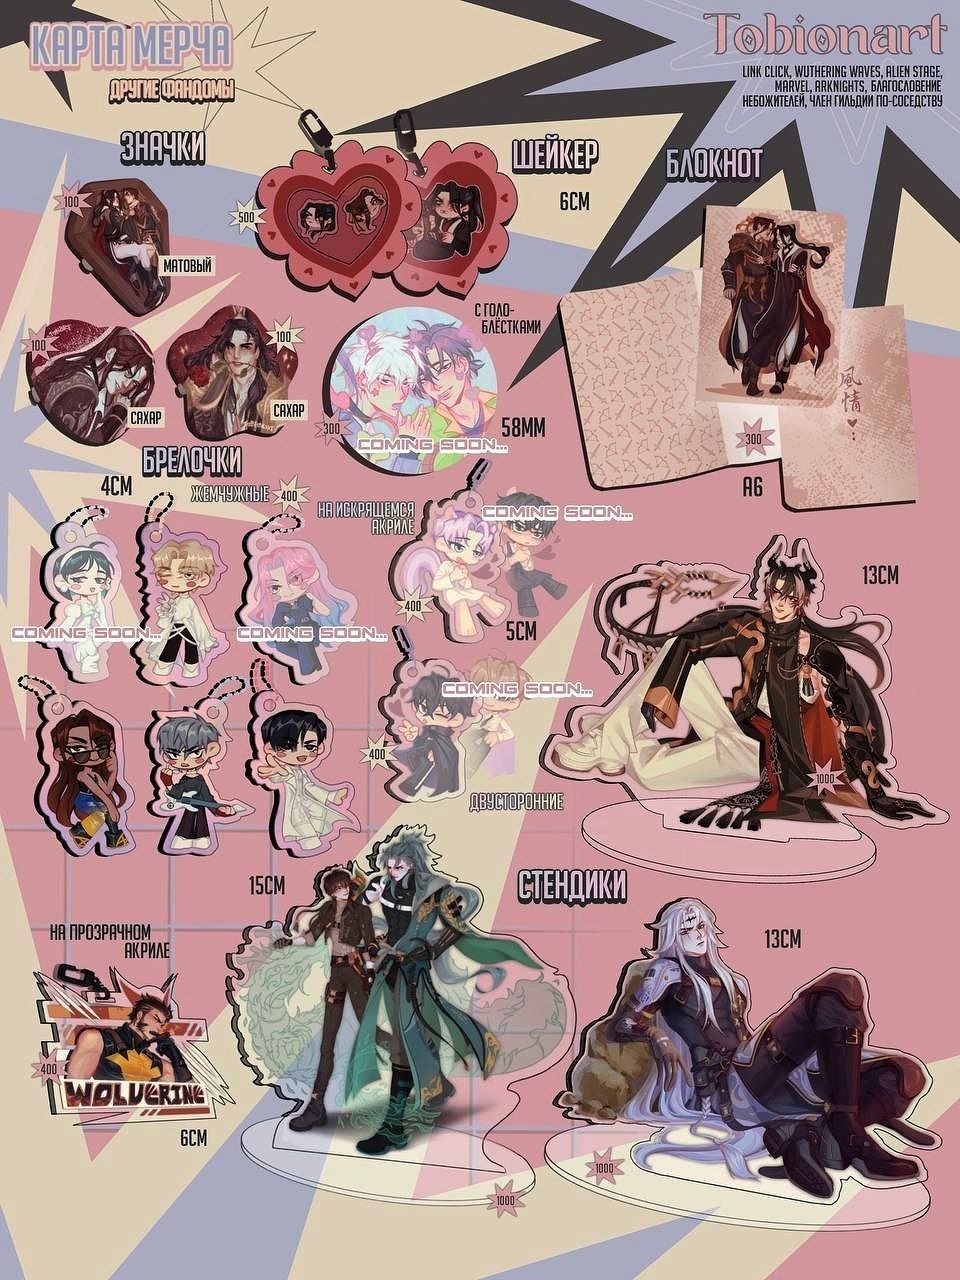 КАРТА МЕРЧА
ДРУГИЕ ФАНДОМЫ
Tobionart
LINK CLICK, WUTHERING WAVES, ALIEN STAGE,
MARVEL, ARKNIGHTS, БЛАГОСЛОВЕНИЕ
НЕБОЖИТЕЛЕЙ, ЧЛЕН ГИЛЬДИИ ПО-СОСЕДСТВУ
ЗНАЧКИ
100
МАТОВЫЙ
100
САХАР
100
САХАР
ШЕЙКЕР
6СМ
500
С ГОЛО-
БЛЁСТКАМИ
300
COMING SOON...
58ММ
БЛОКНОТ
風情
300
А6
БРЕЛОЧКИ
4СМ
ЖЕМЧУЖНЫЕ 400
COMING SOON...
COMING SOON...
НА ИСКРЯЩЕМСЯ
АКРИЛЕ
COMING SOON...
400
5СМ
COMING SOON...
400
ДВУСТОРОННИЕ
13СМ
1000
СТЕНДИКИ
15СМ
1000
13СМ
1000
НА ПРОЗРАЧНОМ
АКРИЛЕ
400
WOLVERINE
6СМ